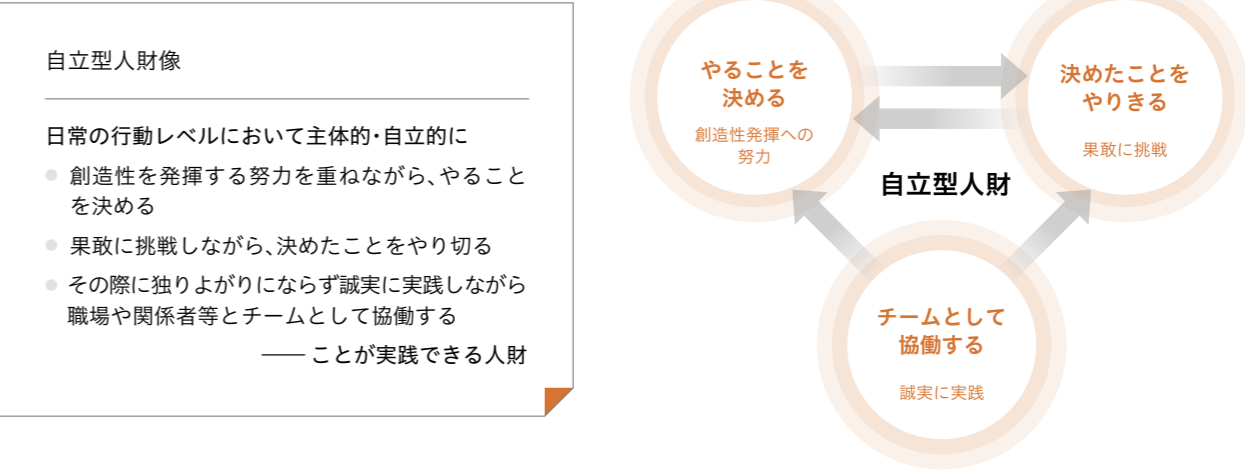 自立型人財像
日常の行動レベルにおいて主体的・自立的に
創造性を発揮する努力を重ねながら、やること
を決める
果敢に挑戦しながら、決めたことをやり切る
その際に独りよがりにならず誠実に実践しながら
職場や関係者等とチームとして協働する
―― ことが実践できる人財
やることを
決める
創造性発揮への
努力
決めたことを
やりきる
果敢に挑戦
自立型人財
チームとして
協働する
誠実に実践